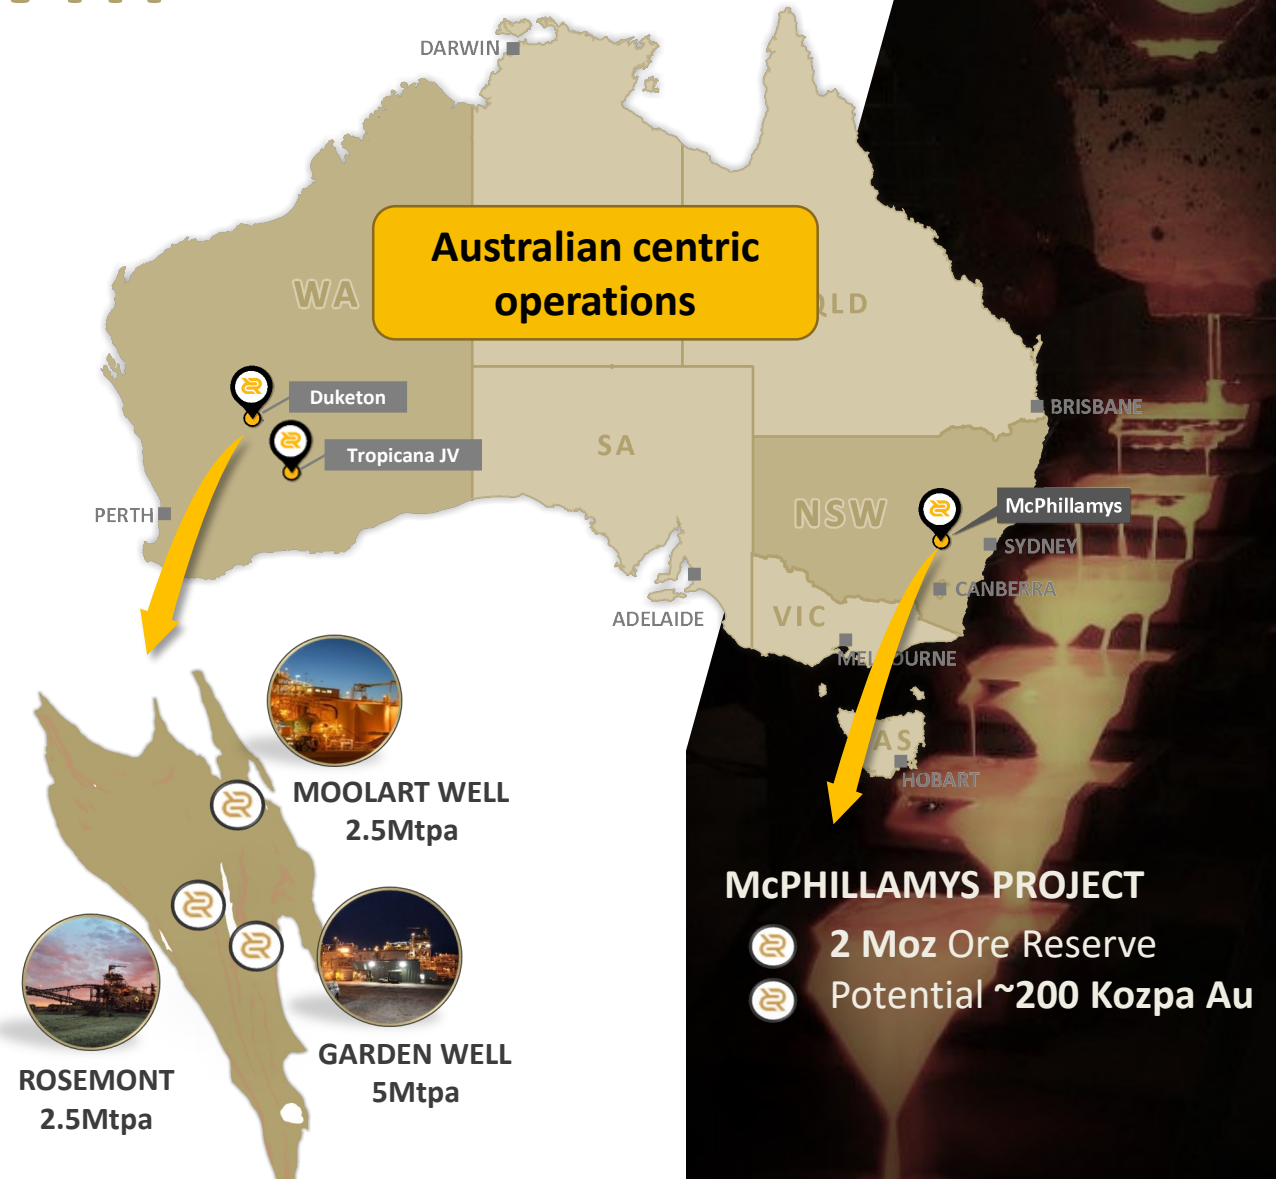 DARWIN
Australian centric
operations
WA
QLD
Duketon
BRISBANE
Tropicana JV
SA
PERTH
NSW
McPhillamys
SYDNEY
CANBERRA
ADELAIDE
VIC
MELBOURNE
AS
HOBART
MOOLART WELL
2.5Mtpa
GARDEN WELL
5Mtpa
ROSEMONT
2.5Mtpa
McPHILLAMYS PROJECT
2 Moz Ore Reserve
Potential ~200 Kozpa Au